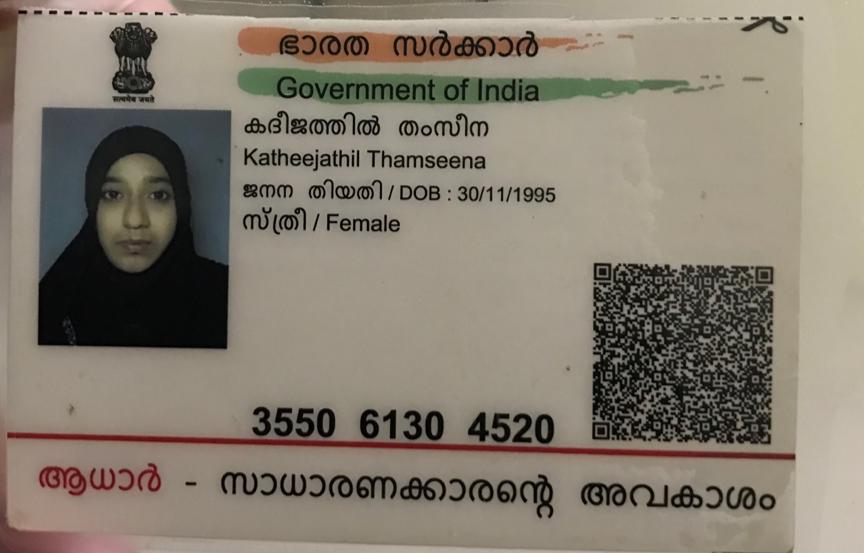 ഭാരത സർക്കാർ
Government of India
सत्यमेव जयते
കദീജത്തിൽ തംസീന
Katheejathil Thamseena
ജനന തിയതി / DOB : 30/11/1995
സ്ത്രീ / Female
3550 6130 4520
ആധാർ - സാധാരണക്കാരന്റെ അവകാശം